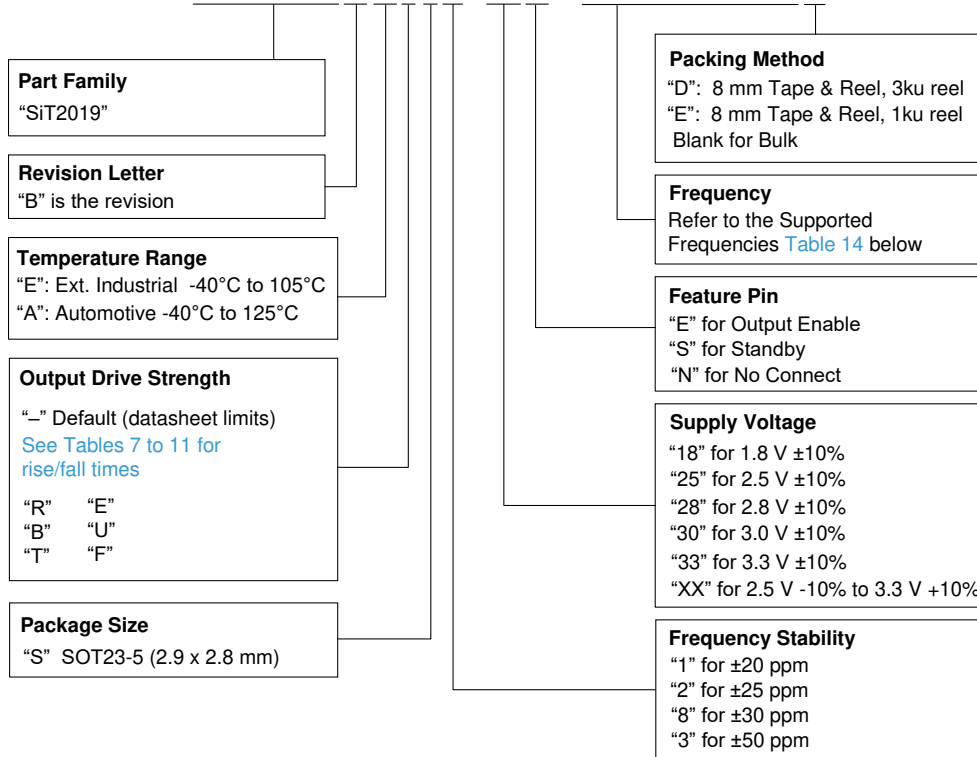 Part Family
“SiT2019”
Revision Letter
“B” is the revision
Temperature Range
“E”: Ext. Industrial -40°C to 105°C
“A”: Automotive -40°C to 125°C
Output Drive Strength
“–” Default (datasheet limits)
See Tables 7 to 11 for
rise/fall times
“R” “E”
“B” “U”
“T” “F”
Package Size
“S” SOT23-5 (2.9 x 2.8 mm)
Packing Method
“D”: 8 mm Tape & Reel, 3ku reel
“E”: 8 mm Tape & Reel, 1ku reel
Blank for Bulk
Frequency
Refer to the Supported
Frequencies Table 14 below
Feature Pin
“E” for Output Enable
“S” for Standby
“N” for No Connect
Supply Voltage
“18” for 1.8 V ±10%
“25” for 2.5 V ±10%
“28” for 2.8 V ±10%
“30” for 3.0 V ±10%
“33” for 3.3 V ±10%
“XX” for 2.5 V -10% to 3.3 V +10%
Frequency Stability
“1” for ±20 ppm
“2” for ±25 ppm
“8” for ±30 ppm
“3” for ±50 ppm